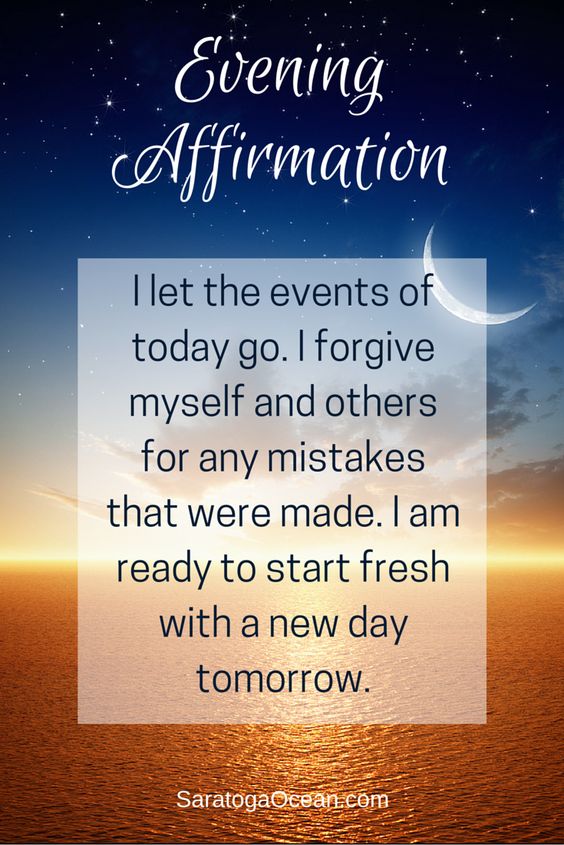 Evening
Affirmation
I let the events of
today go. I forgive
myself and others
for any mistakes
that were made. I am
ready to start fresh
with a new day
tomorrow.
SaratogaOcean.com